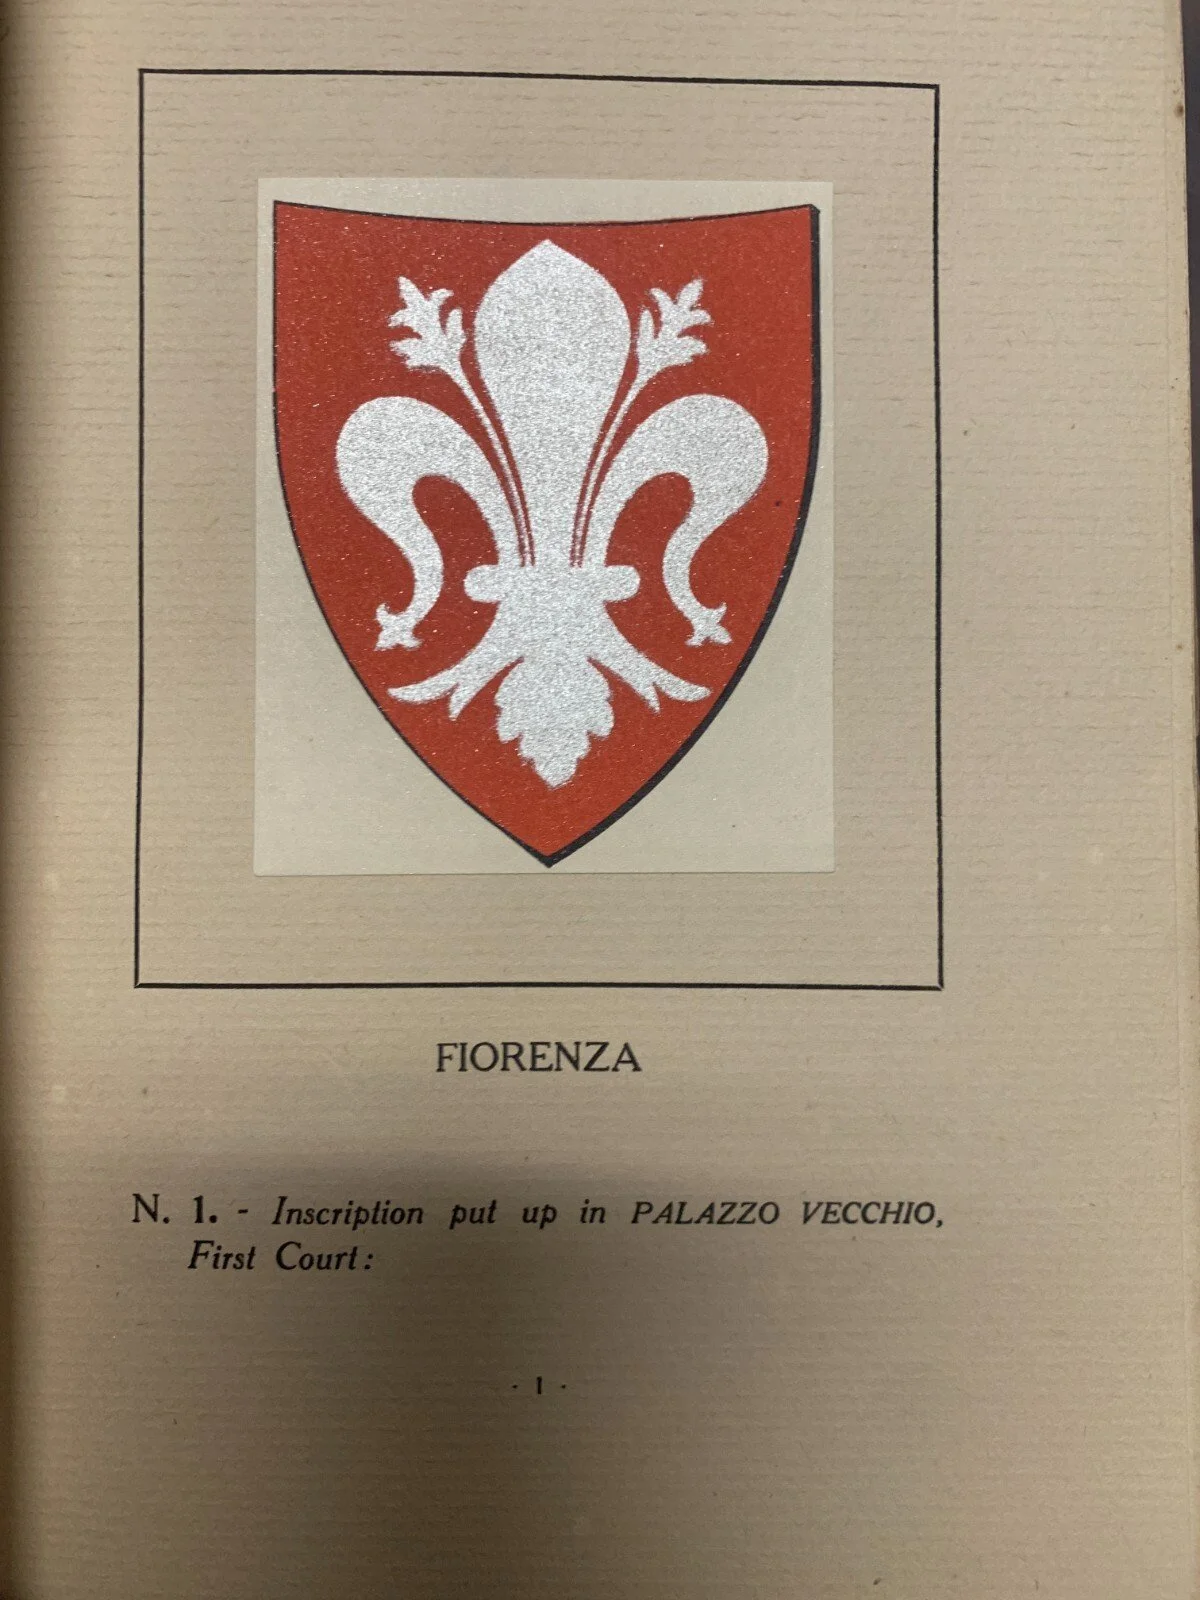 FIORENZA
N. 1. - Inscription put up in PALAZZO VECCHIO,
First Court:
- 1 -